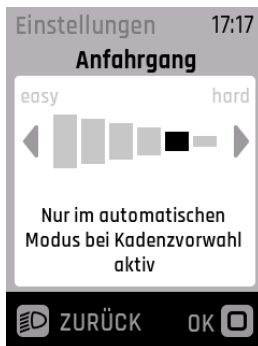 Einstellungen 17:17
Anfahrgang
easy hard
Nur im automatischen
Modus bei Kadenzvorwahl
aktiv
ZURÜCK OK